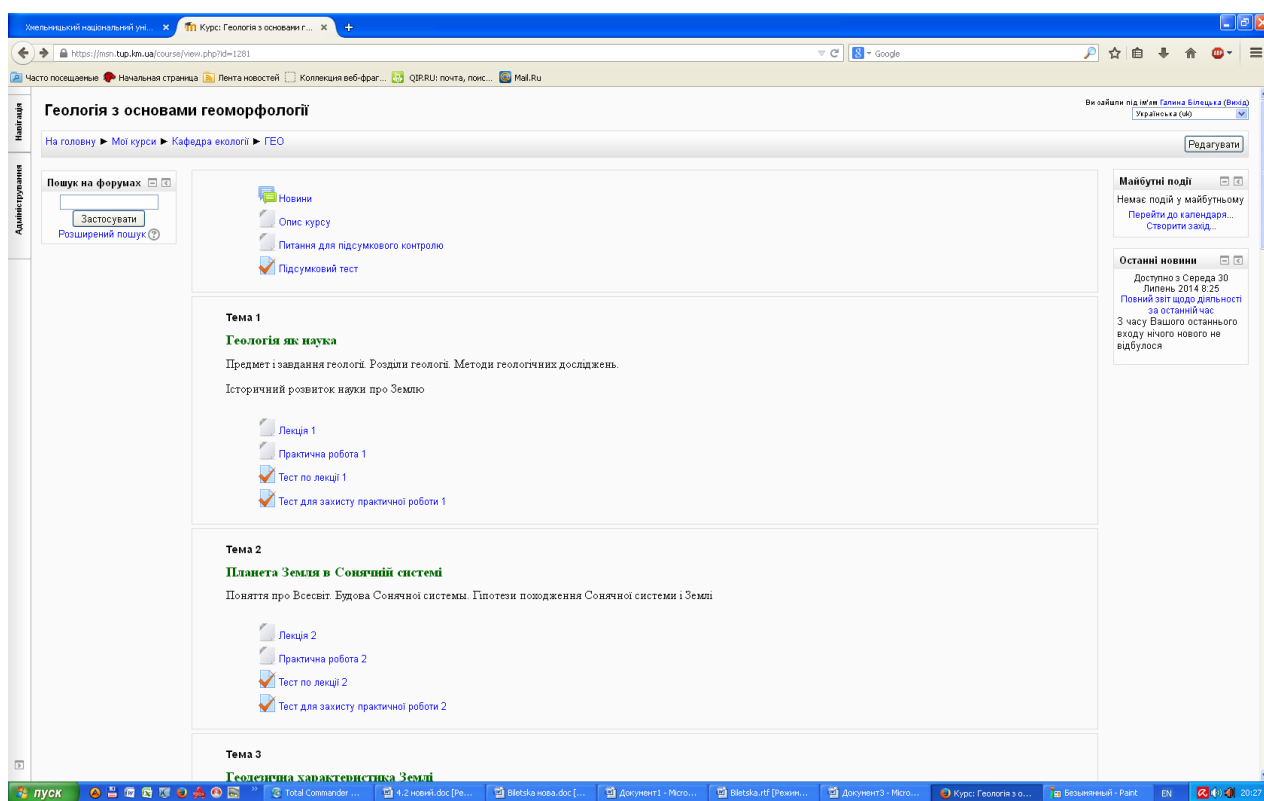 Хмельницький національний уні...
Курс: Геологія з основами г...
https://msn.tup.km.ua/course/view.php?id=1281
Google
Часто посещаемые Начальная страница Лента новостей Коллекция веб-фраг... QIP.RU: почта, поис... Mail.Ru
Навігація
Адміністрування
Геологія з основами геоморфології
Ви зайшли під ім'ям Галина Білецька (Вихід)
Українська (uk)
На головну ► Мої курси ► Кафедра екології ► ГЕО
Редагувати
Пошук на форумах
Застосувати
Розширений пошук
Новини
Опис курсу
Питання для підсумкового контролю
Підсумковий тест
Тема 1
Геологія як наука
Предмет і завдання геології. Розділи геології. Методи геологічних досліджень.
Історичний розвиток науки про Землю
Лекція 1
Практична робота 1
Тест по лекції 1
Тест для захисту практичної роботи 1
Тема 2
Планета Земля в Сонячній системі
Поняття про Всесвіт. Будова Сонячної системы. Гіпотези походження Сонячної системи і Землі
Лекція 2
Практична робота 2
Тест по лекції 2
Тест для захисту практичної роботи 2
Тема 3
Геодезична характеристика Землі
Майбутні події
Немає подій у майбутньому
Перейти до календаря...
Створити захід...
Останні новини
Доступно з Середа 30
Липень 2014 8:25
Повний звіт щодо діяльності
за останній час
З часу Вашого останнього
входу нічого нового не
відбулося
пуск
Total Commander ...
4.2 новий.doc [Ре...
Biletska нова.doc [...
Документ1 - Micro...
Biletska.rtf [Режим...
Документ3 - Micro...
Курс: Геологія з о...
Безымянный - Paint
EN
20:27